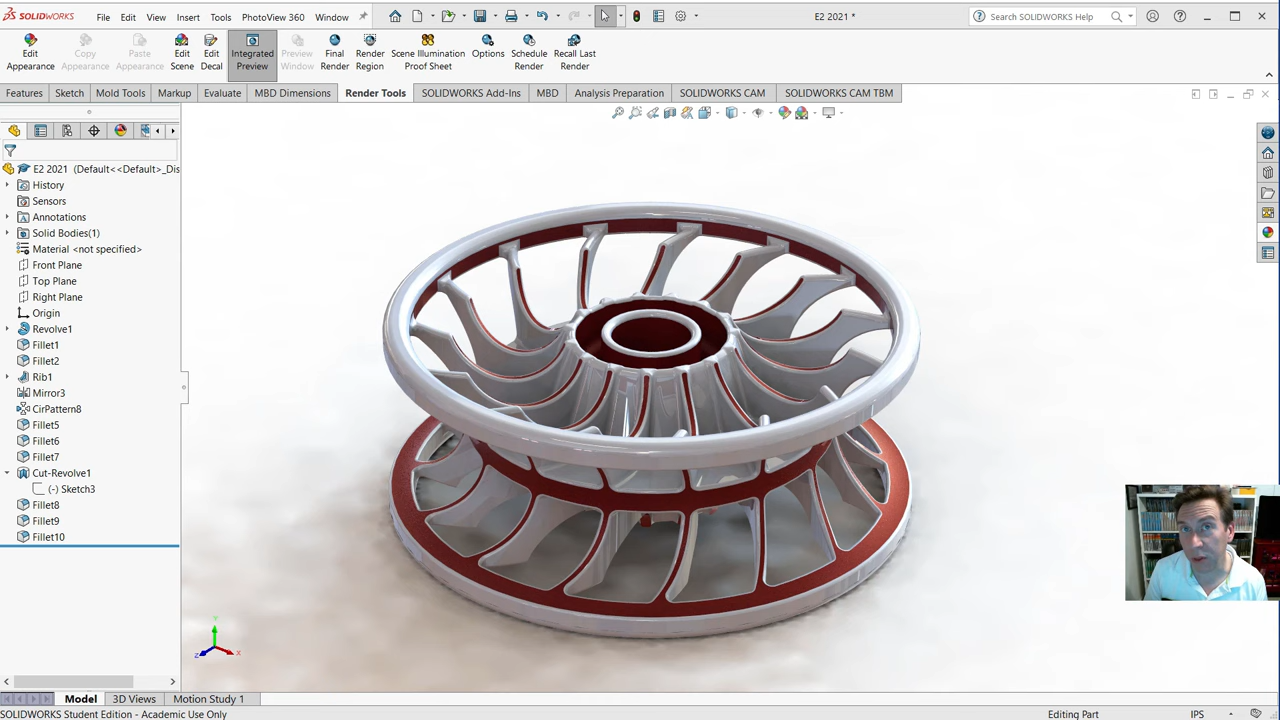 SOLIDWORKS
File
Edit
View
Insert
Tools
PhotoView 360
Window
E2 2021 *
Search SOLIDWORKS Help
Edit Appearance
Copy Appearance
Paste Appearance
Edit Scene
Edit Decal
Integrated Preview
Preview Window
Final Render
Render Region
Scene Illumination Proof Sheet
Options
Schedule Render
Recall Last Render
Features
Sketch
Mold Tools
Markup
Evaluate
MBD Dimensions
Render Tools
SOLIDWORKS Add-Ins
MBD
Analysis Preparation
SOLIDWORKS CAM
SOLIDWORKS CAM TBM
E2 2021 (Default<<Default>_Dis
History
Sensors
Annotations
Solid Bodies(1)
Material <not specified>
Front Plane
Top Plane
Right Plane
Origin
Revolve1
Fillet1
Fillet2
Rib1
Mirror3
CirPattern8
Fillet5
Fillet6
Fillet7
Cut-Revolve1
(-) Sketch3
Fillet8
Fillet9
Fillet10
Y
X
Z
Model
3D Views
Motion Study 1
SOLIDWORKS Student Edition - Academic Use Only
Editing Part
IPS